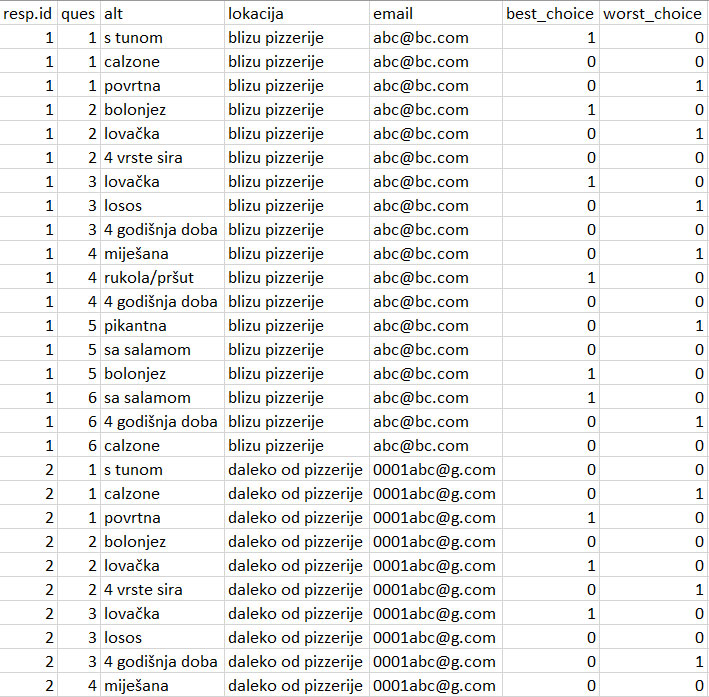 resp.id ques alt lokacija email best_choice worst_choice
1 1 s tunom blizu pizzerije abc@bc.com 1 0
1 1 calzone blizu pizzerije abc@bc.com 0 0
1 1 povrtna blizu pizzerije abc@bc.com 0 1
1 2 bolonjez blizu pizzerije abc@bc.com 1 0
1 2 lovačka blizu pizzerije abc@bc.com 0 1
1 2 4 vrste sira blizu pizzerije abc@bc.com 0 0
1 3 lovačka blizu pizzerije abc@bc.com 1 0
1 3 losos blizu pizzerije abc@bc.com 0 1
1 3 4 godišnja doba blizu pizzerije abc@bc.com 0 0
1 4 miješana blizu pizzerije abc@bc.com 0 1
1 4 rukola/pršut blizu pizzerije abc@bc.com 1 0
1 4 4 godišnja doba blizu pizzerije abc@bc.com 0 0
1 5 pikantna blizu pizzerije abc@bc.com 0 1
1 5 sa salamom blizu pizzerije abc@bc.com 0 0
1 5 bolonjez blizu pizzerije abc@bc.com 1 0
1 6 sa salamom blizu pizzerije abc@bc.com 1 0
1 6 4 godišnja doba blizu pizzerije abc@bc.com 0 1
1 6 calzone blizu pizzerije abc@bc.com 0 0
2 1 s tunom daleko od pizzerije 0001abc@g.com 0 0
2 1 calzone daleko od pizzerije 0001abc@g.com 0 1
2 1 povrtna daleko od pizzerije 0001abc@g.com 1 0
2 2 bolonjez daleko od pizzerije 0001abc@g.com 0 0
2 2 lovačka daleko od pizzerije 0001abc@g.com 1 0
2 2 4 vrste sira daleko od pizzerije 0001abc@g.com 0 1
2 3 lovačka daleko od pizzerije 0001abc@g.com 1 0
2 3 losos daleko od pizzerije 0001abc@g.com 0 0
2 3 4 godišnja doba daleko od pizzerije 0001abc@g.com 0 1
2 4 miješana daleko od pizzerije 0001abc@g.com 0 0